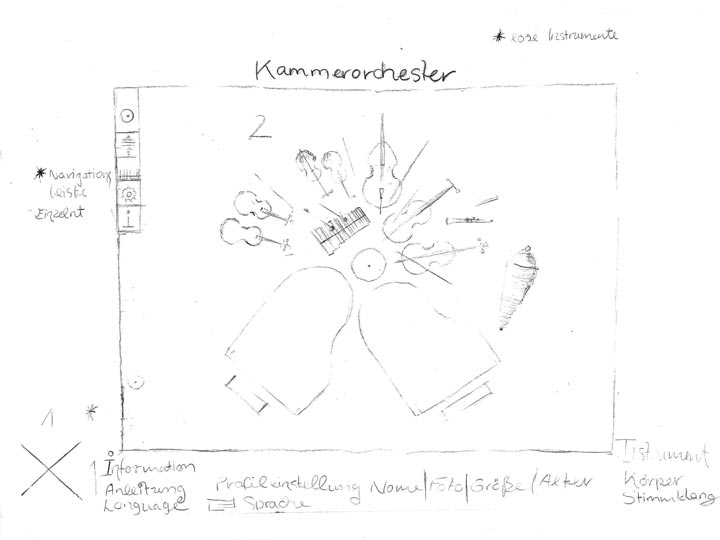 * lose Instrumente
Kammerorchester
2
* Navigations
leiste
1 *
Information
Anleitung
Language
Profileinstellung Name/Foto/Größe/Alter
Sprache
Instrument
Körper
Stimmklang